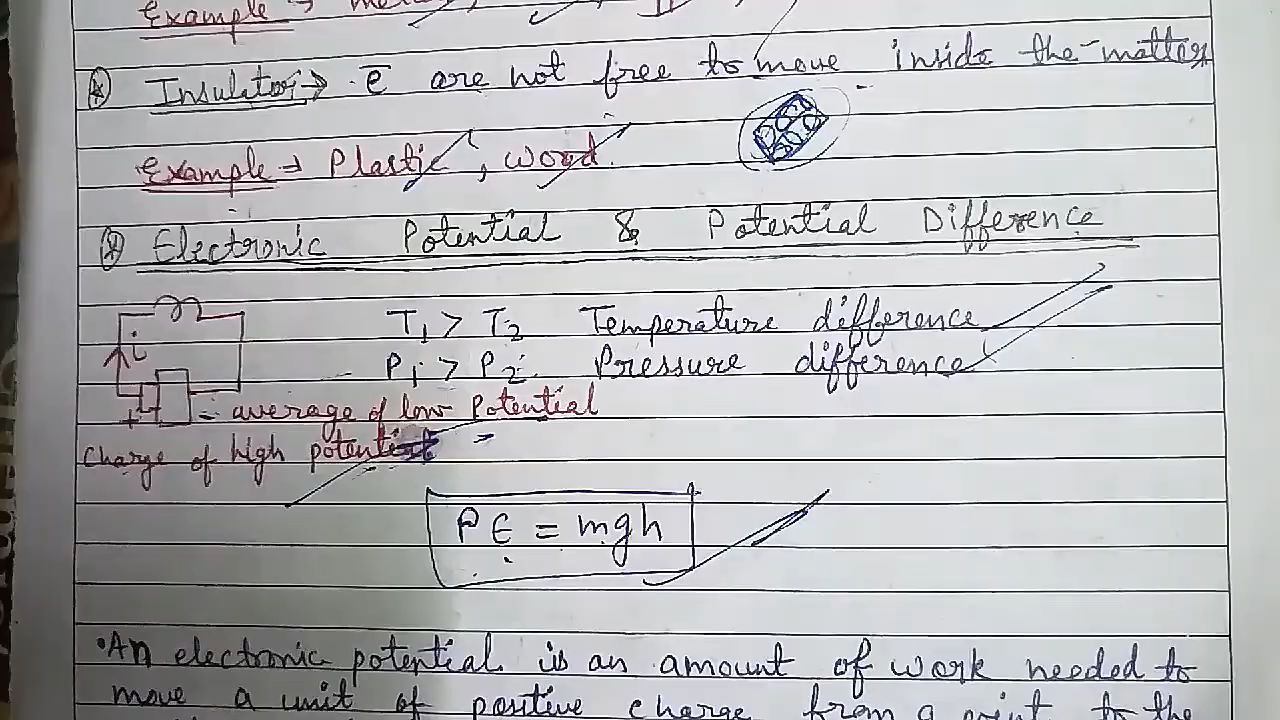 Example →
* Insulator → e̅ are not free to move inside the matter
Example → Plastic, wood.
* Electronic Potential & Potential Difference
T₁ > T₂ Temperature difference
i
P₁ > P₂. Pressure difference
+ - = average of low Potential
Charge of high potential
PE = mgh
• An electronic potential is an amount of work needed to
move a unit of positive charge from a point to the